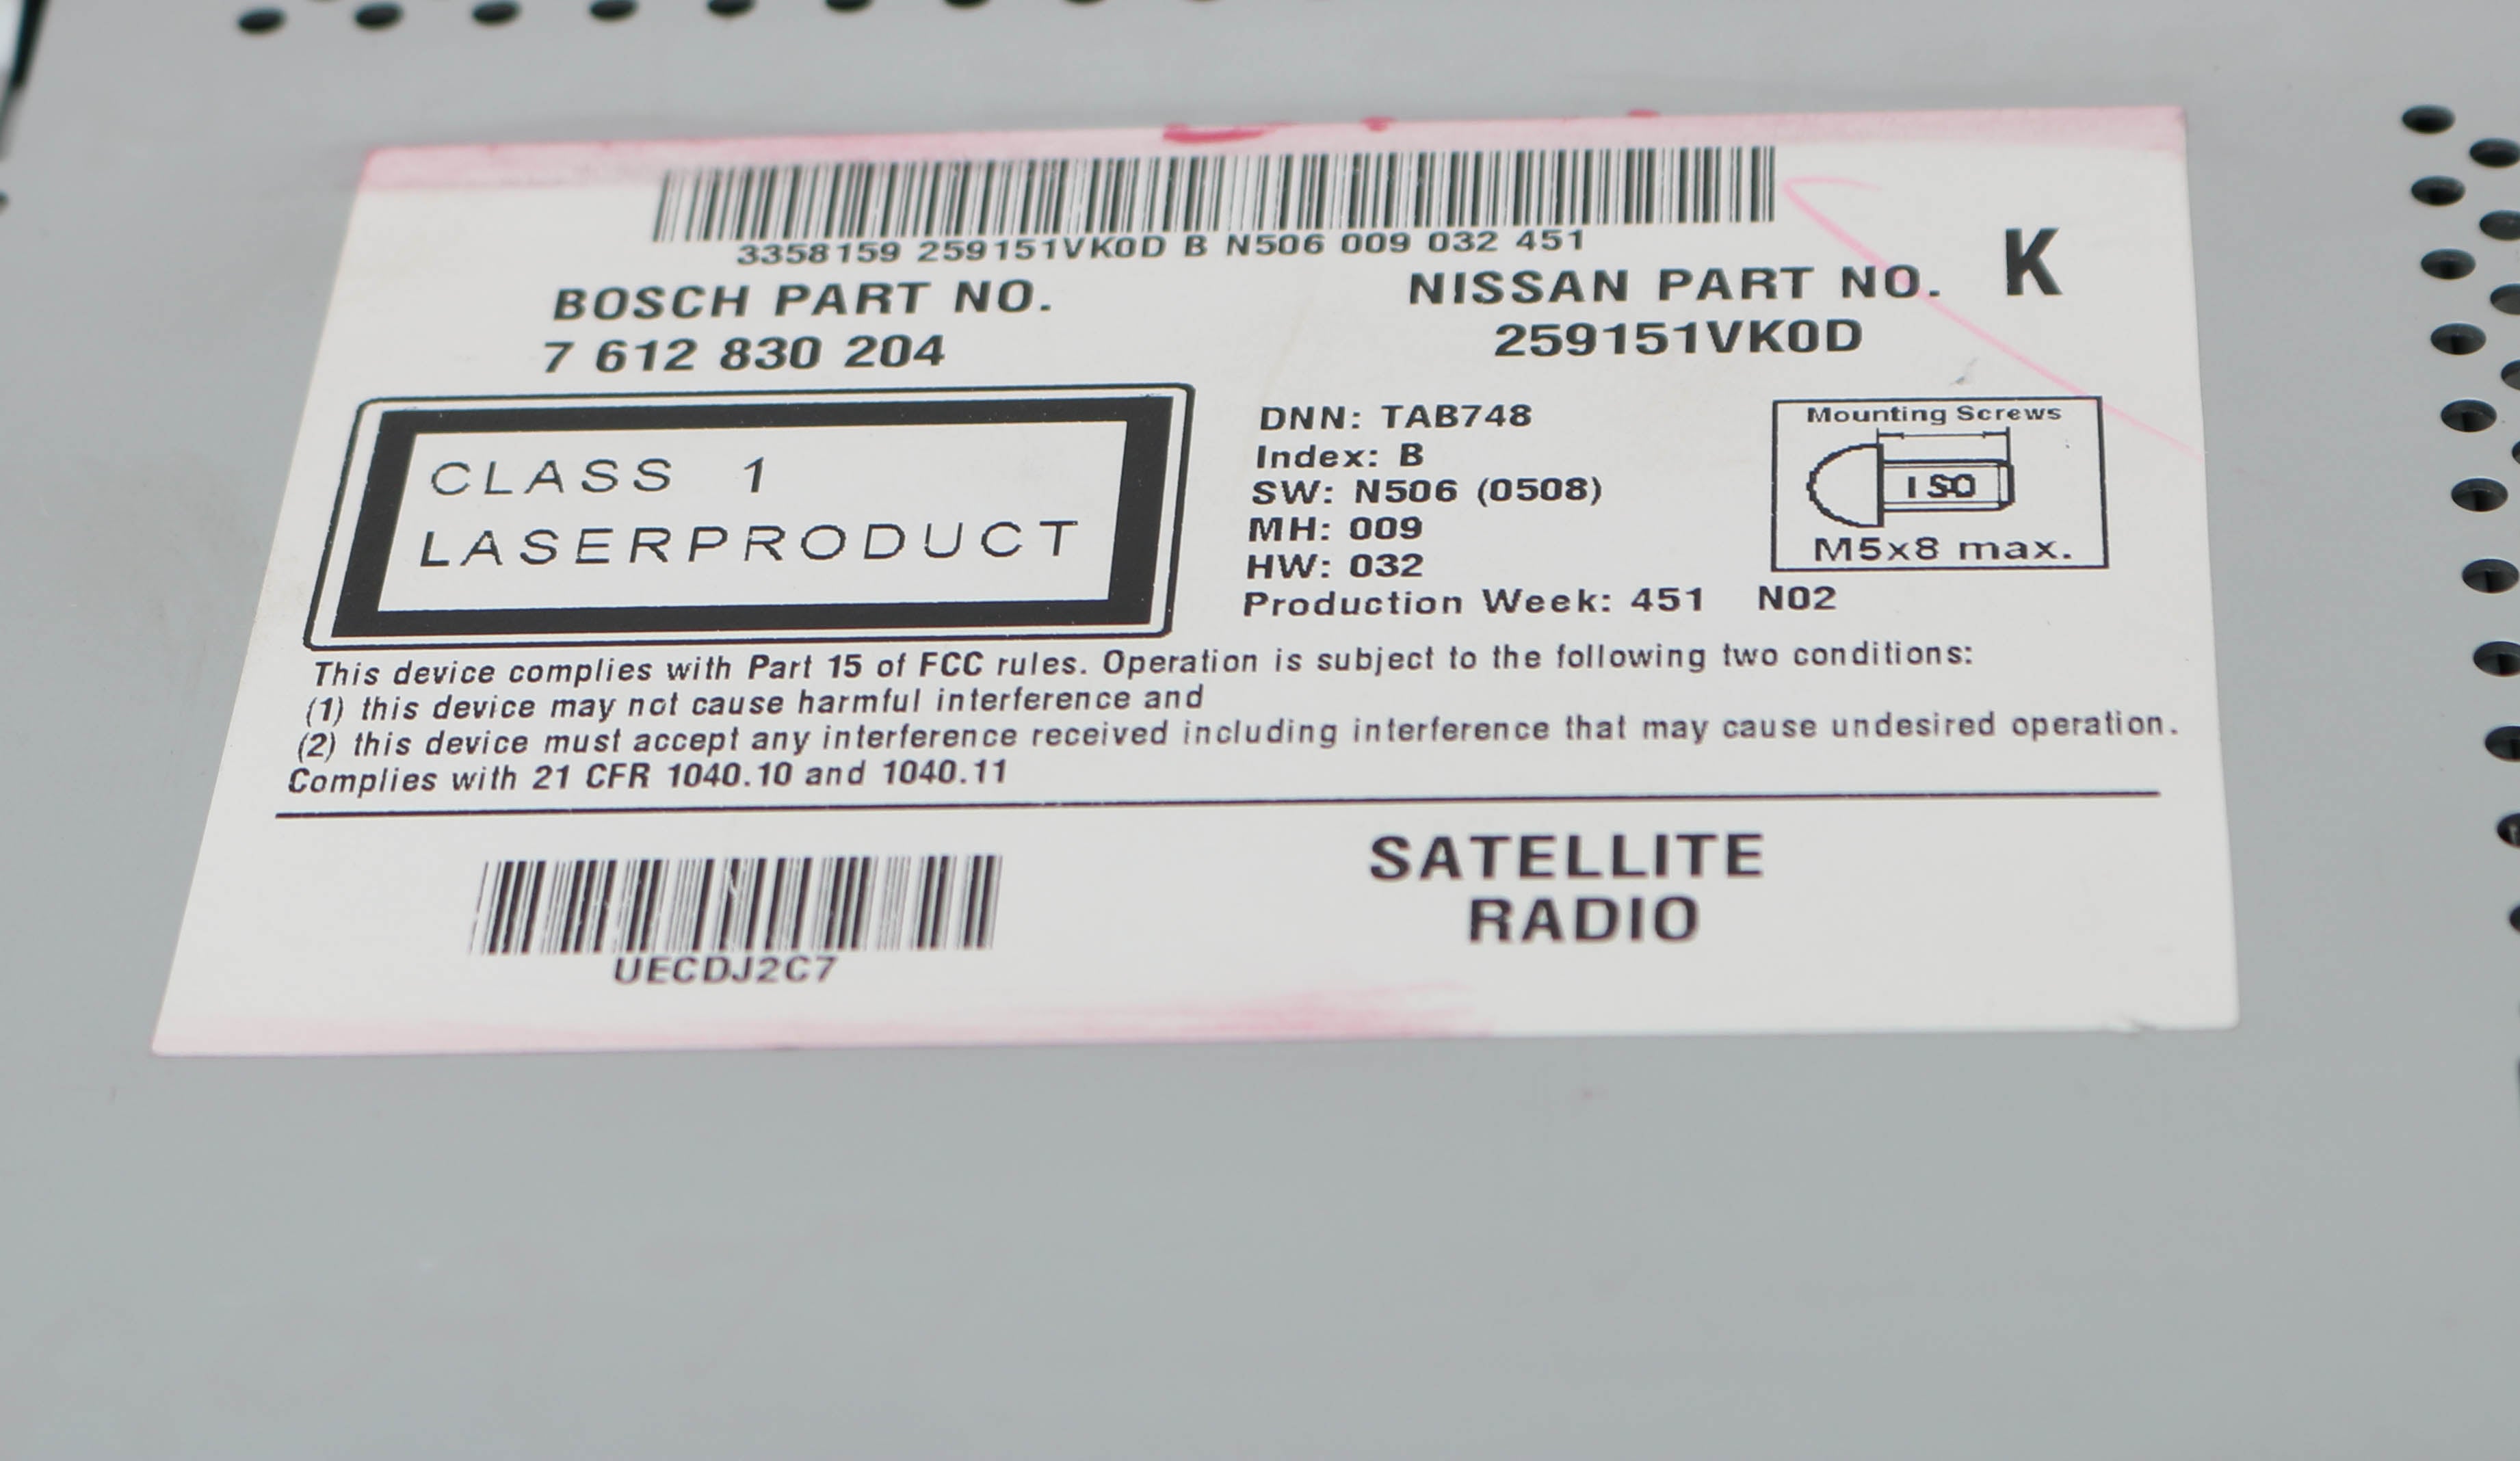 3358159 259151VK0D B N506 009 032 451
BOSCH PART NO.
7 612 830 204
NISSAN PART NO. K
259151VK0D
CLASS 1
LASERPRODUCT
DNN: TAB748
Index: B
SW: N506 (0508)
MH: 009
HW: 032
Production Week: 451 N02
Mounting Screws
ISO
M5x8 max.
This device complies with Part 15 of FCC rules. Operation is subject to the following two conditions:
(1) this device may not cause harmful interference and
(2) this device must accept any interference received including interference that may cause undesired operation.
Complies with 21 CFR 1040.10 and 1040.11
UECDJ2C7
SATELLITE
RADIO